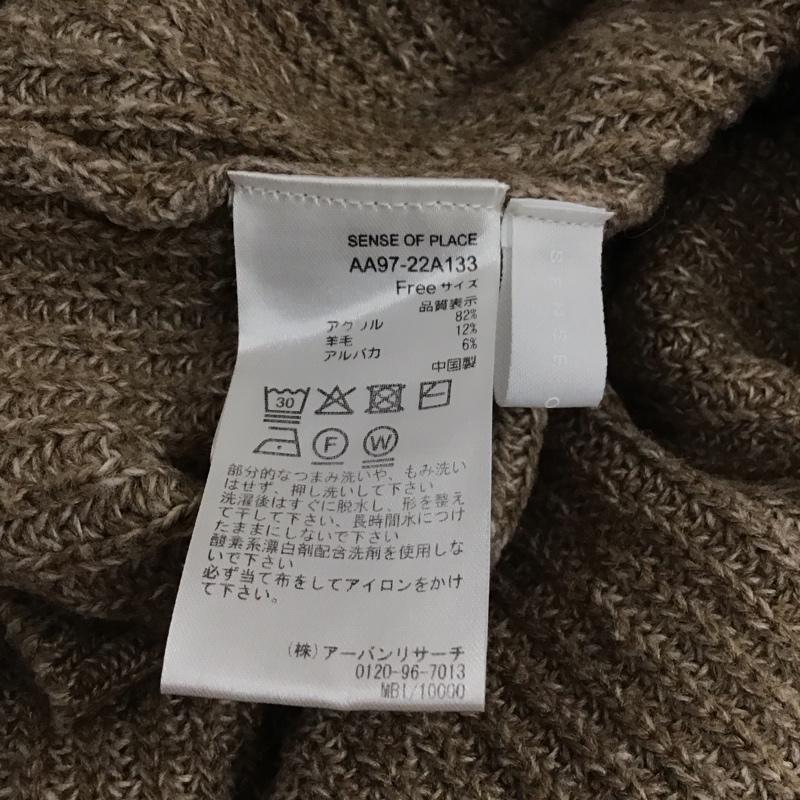 SENSE OF PLACE
AA97-22A133
Freeサイズ
品質表示
アクリル 82%
羊毛 12%
アルパカ 6%
中国製
30
F W
部分的なつまみ洗いや、もみ洗い
はせず、押し洗いして下さい
洗濯後はすぐに脱水し、形を整え
て干して下さい、長時間水につけ
たままにしないで下さい
酸素系漂白剤配合洗剤を使用しな
いで下さい
必ず当て布をしてアイロンをかけ
て下さい。
(株)アーバンリサーチ
0120-96-7013
MB1/10000
SENSE O